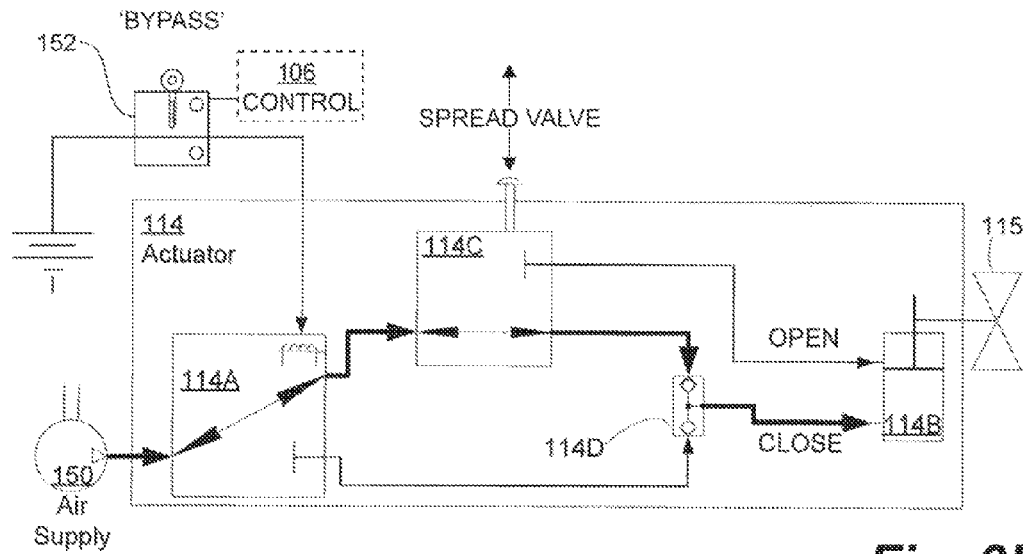 'BYPASS'
152
106
CONTROL
SPREAD VALVE
114
Actuator
114C
115
114A
OPEN
114D
CLOSE
114B
150
Air
Supply